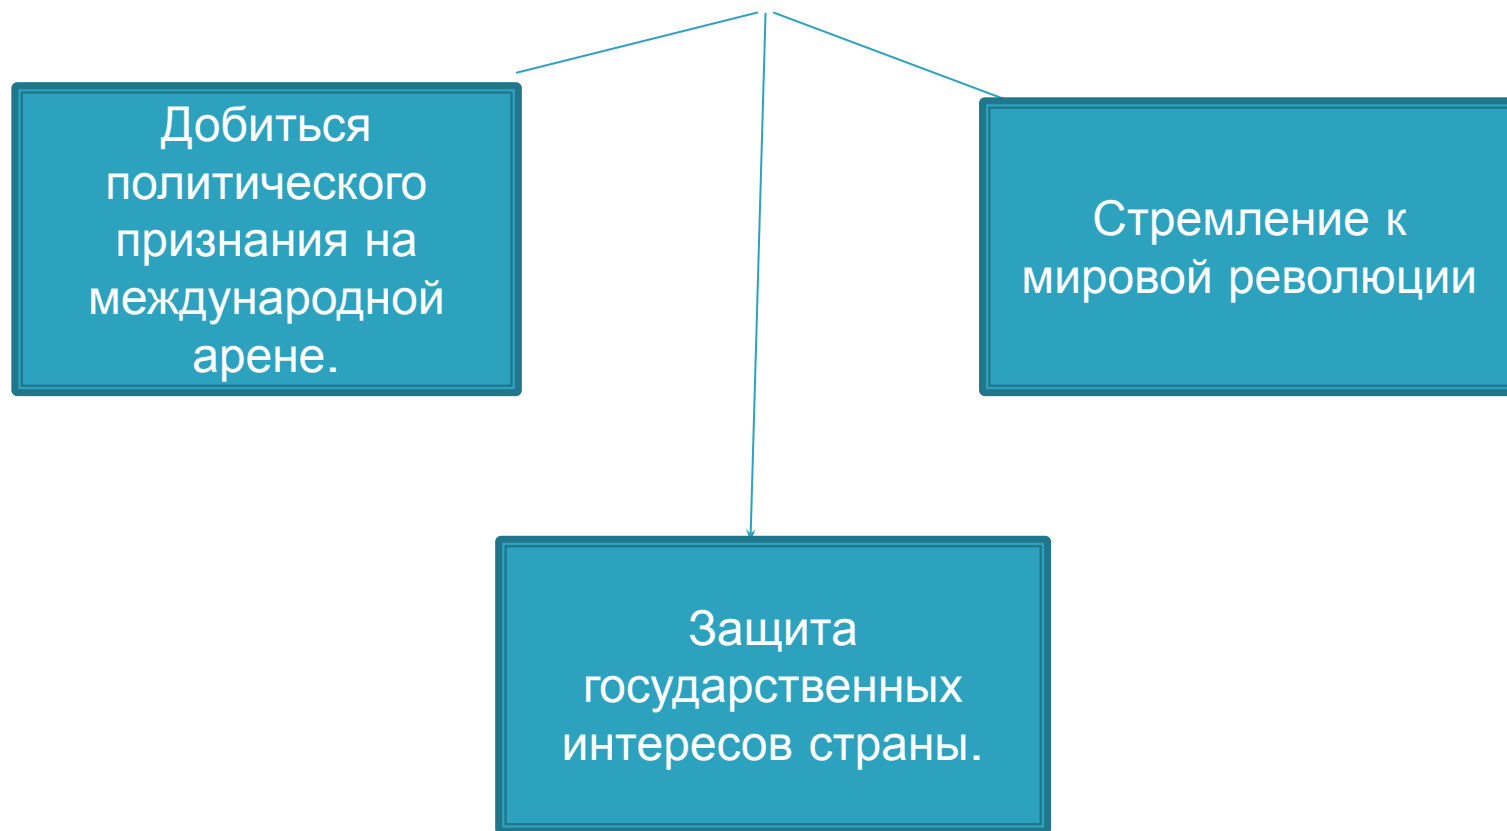 Добиться
политического
признания на
международной
арене.
Стремление к
мировой революции
Защита
государственных
интересов страны.